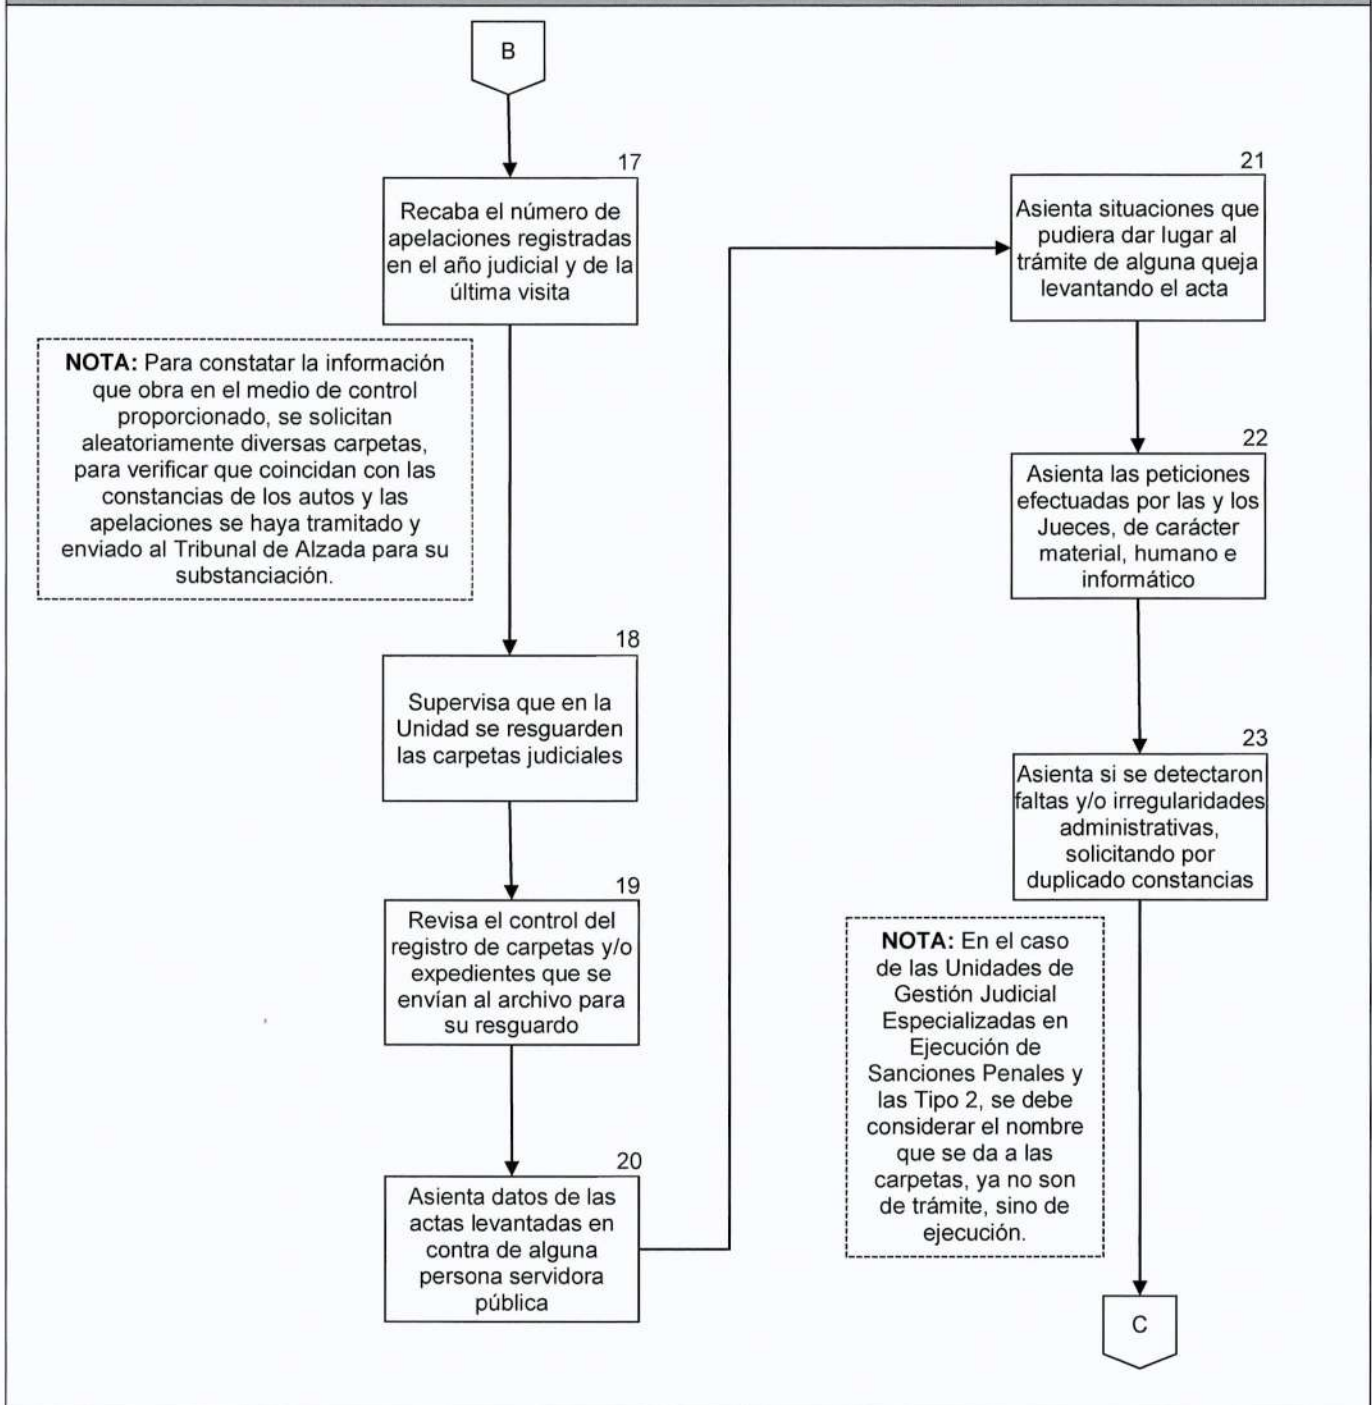 B
17
Recaba el número de
apelaciones registradas
en el año judicial y de la
última visita
NOTA: Para constatar la información
que obra en el medio de control
proporcionado, se solicitan
aleatoriamente diversas carpetas,
para verificar que coincidan con las
constancias de los autos y las
apelaciones se haya tramitado y
enviado al Tribunal de Alzada para su
substanciación.
18
Supervisa que en la
Unidad se resguarden
las carpetas judiciales
19
Revisa el control del
registro de carpetas y/o
expedientes que se
envían al archivo para
su resguardo
20
Asienta datos de las
actas levantadas en
contra de alguna
persona servidora
pública
21
Asienta situaciones que
pudiera dar lugar al
trámite de alguna queja
levantando el acta
22
Asienta las peticiones
efectuadas por las y los
Jueces, de carácter
material, humano e
informático
23
Asienta si se detectaron
faltas y/o irregularidades
administrativas,
solicitando por
duplicado constancias
NOTA: En el caso
de las Unidades de
Gestión Judicial
Especializadas en
Ejecución de
Sanciones Penales y
las Tipo 2, se debe
considerar el nombre
que se da a las
carpetas, ya no son
de trámite, sino de
ejecución.
C